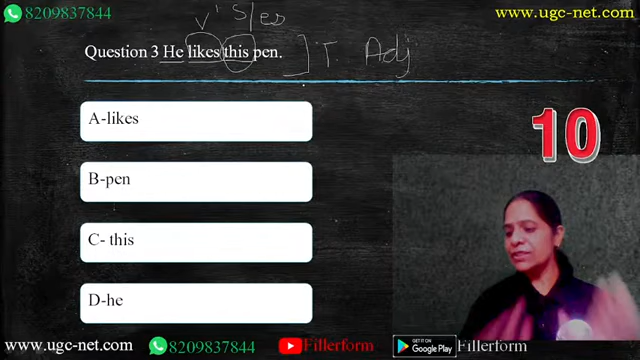 8209837844
www.ugc-net.com
V' S/es
Question 3 He likes this pen.
] T. Adj
A-likes
10
B-pen
C- this
D-he
www.ugc-net.com
8209837844
Fillerform
GET IT ON
Google Play
Fillerform